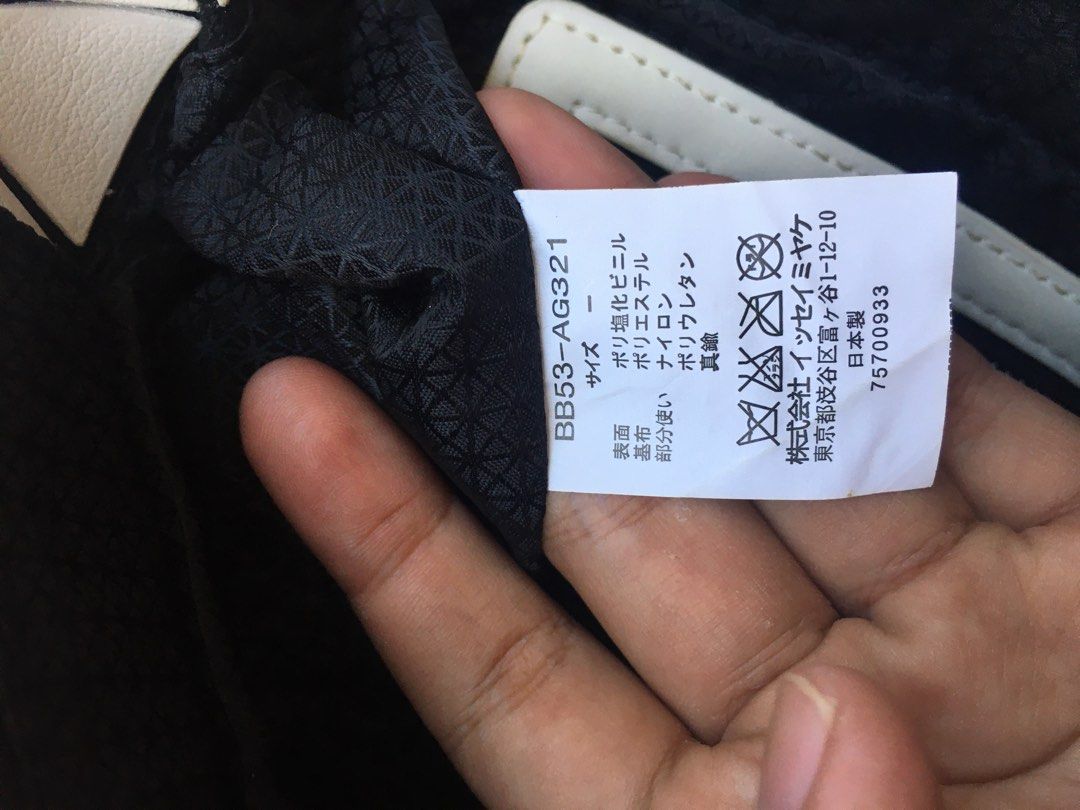 BB53-AG321
サイズ ー
表面 ポリ塩化ビニル
基布 ポリエステル
部分使い ナイロン
ポリウレタン
真鍮
株式会社 イッセイミヤケ
東京都渋谷区富ヶ谷1-12-10
日本製
75700933